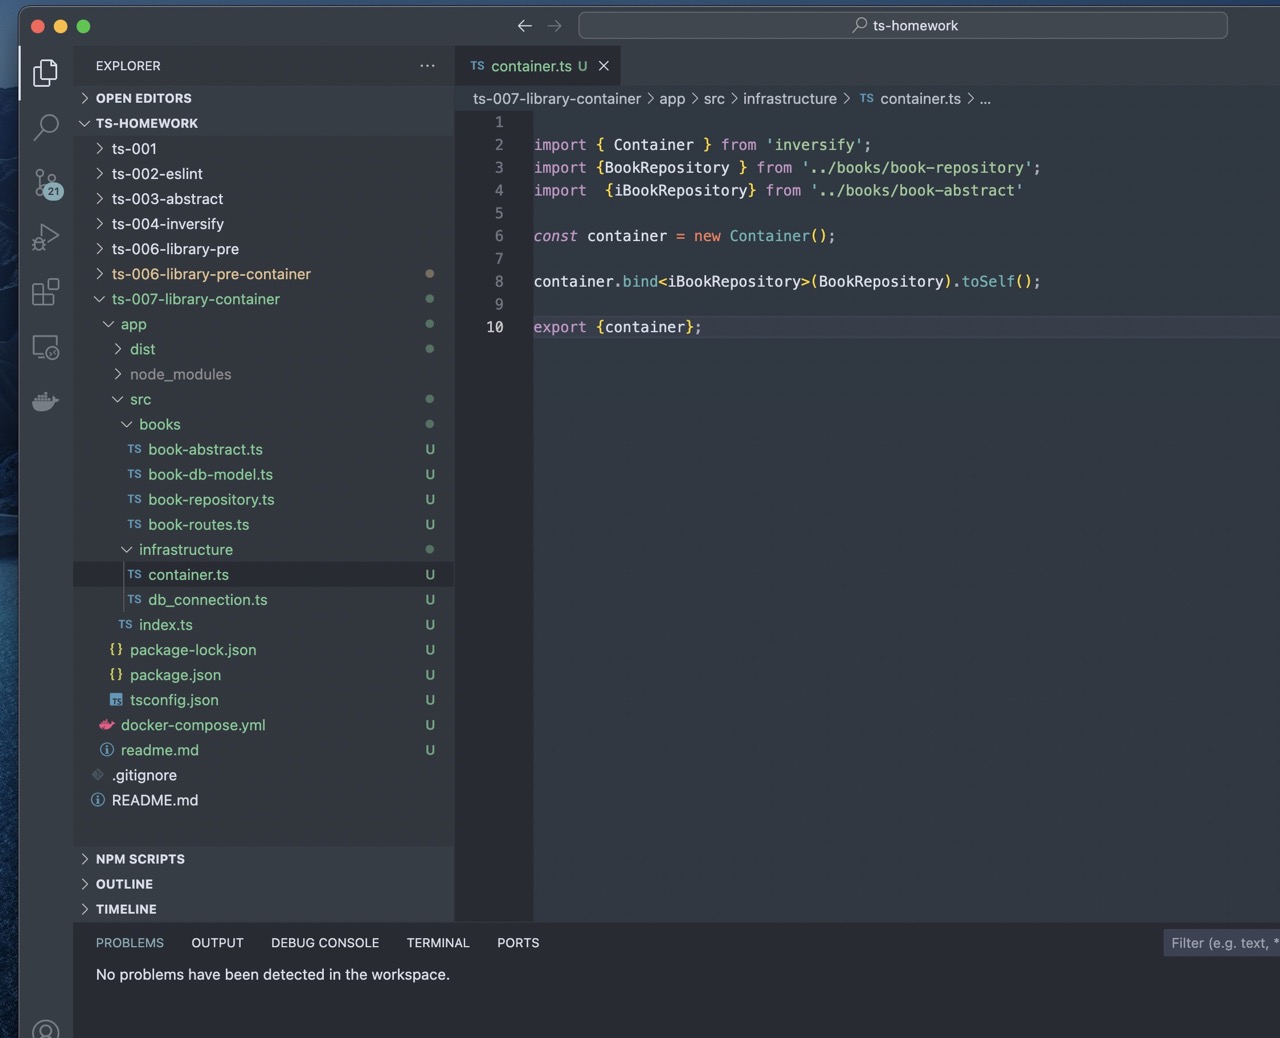 ts-homework
EXPLORER
OPEN EDITORS
TS-HOMEWORK
ts-001
ts-002-eslint
ts-003-abstract
21
ts-004-inversify
ts-006-library-pre
ts-006-library-pre-container
ts-007-library-container
app
dist
node_modules
src
books
TS book-abstract.ts U
TS book-db-model.ts U
TS book-repository.ts U
TS book-routes.ts U
infrastructure
TS container.ts U
TS db_connection.ts U
TS index.ts U
{} package-lock.json U
{} package.json U
TS tsconfig.json U
docker-compose.yml U
readme.md U
.gitignore
README.md
NPM SCRIPTS
OUTLINE
TIMELINE
TS container.ts U
ts-007-library-container > app > src > infrastructure > TS container.ts > ...
1
2 import { Container } from 'inversify';
3 import {BookRepository } from '../books/book-repository';
4 import  {iBookRepository} from '../books/book-abstract'
5
6 const container = new Container();
7
8 container.bind<iBookRepository>(BookRepository).toSelf();
9
10 export {container};
PROBLEMS OUTPUT DEBUG CONSOLE TERMINAL PORTS
Filter (e.g. text, *
No problems have been detected in the workspace.